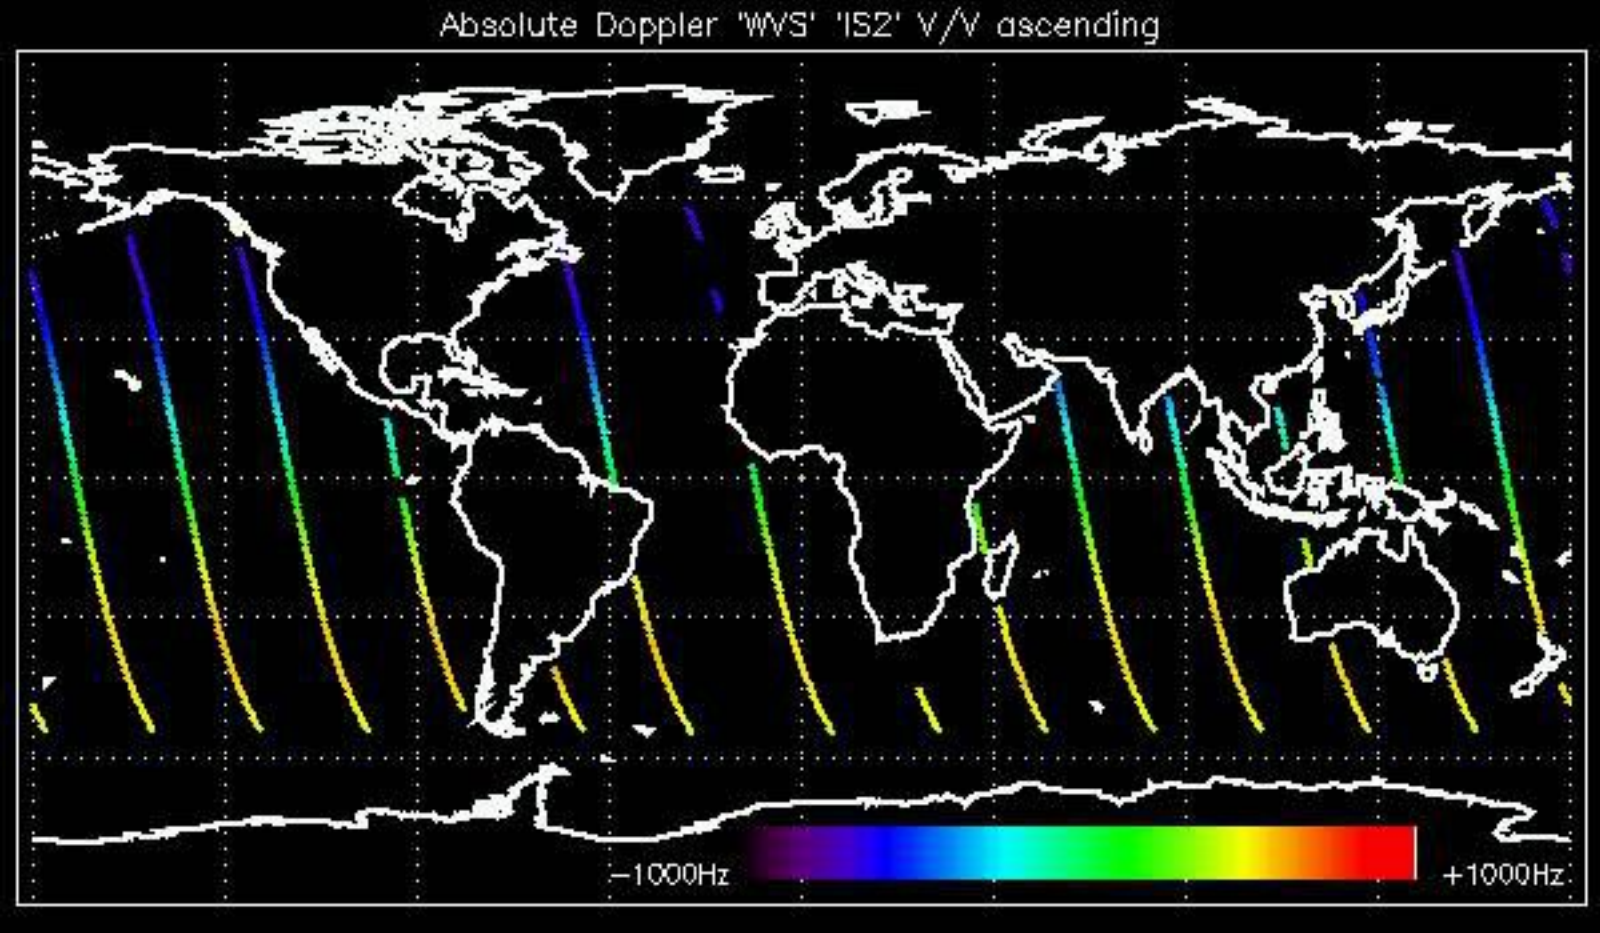 Absolute Doppler 'WVS' 'IS2' V/V ascending
−1000Hz +1000Hz